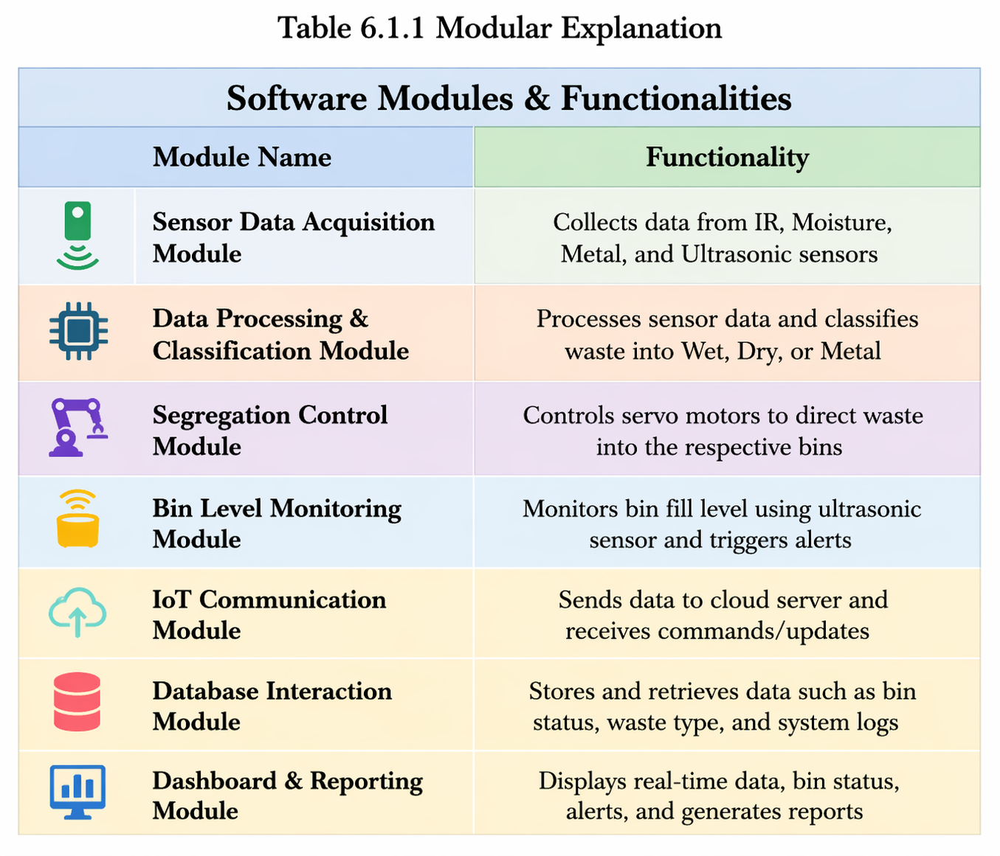 Table 6.1.1 Modular Explanation
Software Modules & Functionalities
Module Name
Functionality
Sensor Data Acquisition
Module
Collects data from IR, Moisture,
Metal, and Ultrasonic sensors
Data Processing &
Classification Module
Processes sensor data and classifies
waste into Wet, Dry, or Metal
Segregation Control
Module
Controls servo motors to direct waste
into the respective bins
Bin Level Monitoring
Module
Monitors bin fill level using ultrasonic
sensor and triggers alerts
IoT Communication
Module
Sends data to cloud server and
receives commands/updates
Database Interaction
Module
Stores and retrieves data such as bin
status, waste type, and system logs
Dashboard & Reporting
Module
Displays real-time data, bin status,
alerts, and generates reports